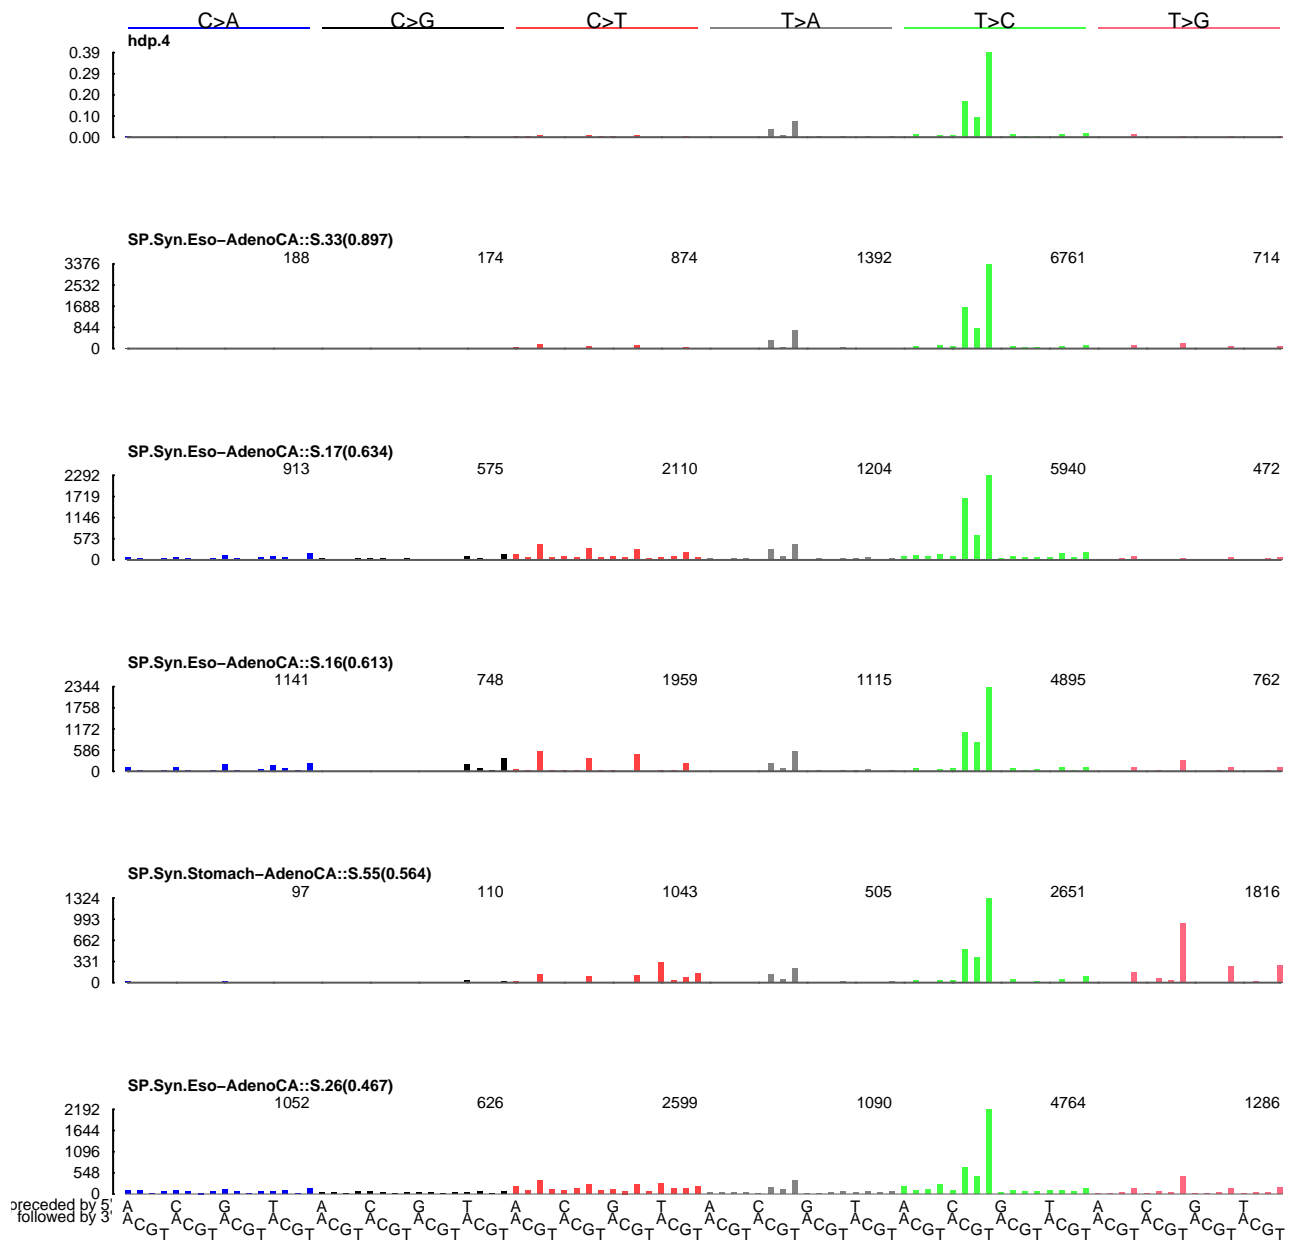 C>A C>G C>T T>A T>C T>G
hdp.4
0.39
0.29
0.20
0.10
0.00
SP.Syn.Eso−AdenoCA::S.33(0.897)
188 174 874 1392 6761 714
3376
2532
1688
844
0
SP.Syn.Eso−AdenoCA::S.17(0.634)
913 575 2110 1204 5940 472
2292
1719
1146
573
0
SP.Syn.Eso−AdenoCA::S.16(0.613)
1141 748 1959 1115 4895 762
2344
1758
1172
586
0
SP.Syn.Stomach−AdenoCA::S.55(0.564)
97 110 1043 505 2651 1816
1324
993
662
331
0
SP.Syn.Eso−AdenoCA::S.26(0.467)
1052 626 2599 1090 4764 1286
2192
1644
1096
548
0
preceded by 5' A C G T A C G T A C G T A C G T A C G T A C G T
followed by 3' ACGT ACGT ACGT ACGT ACGT ACGT ACGT ACGT ACGT ACGT ACGT ACGT ACGT ACGT ACGT ACGT ACGT ACGT ACGT ACGT ACGT ACGT ACGT ACGT